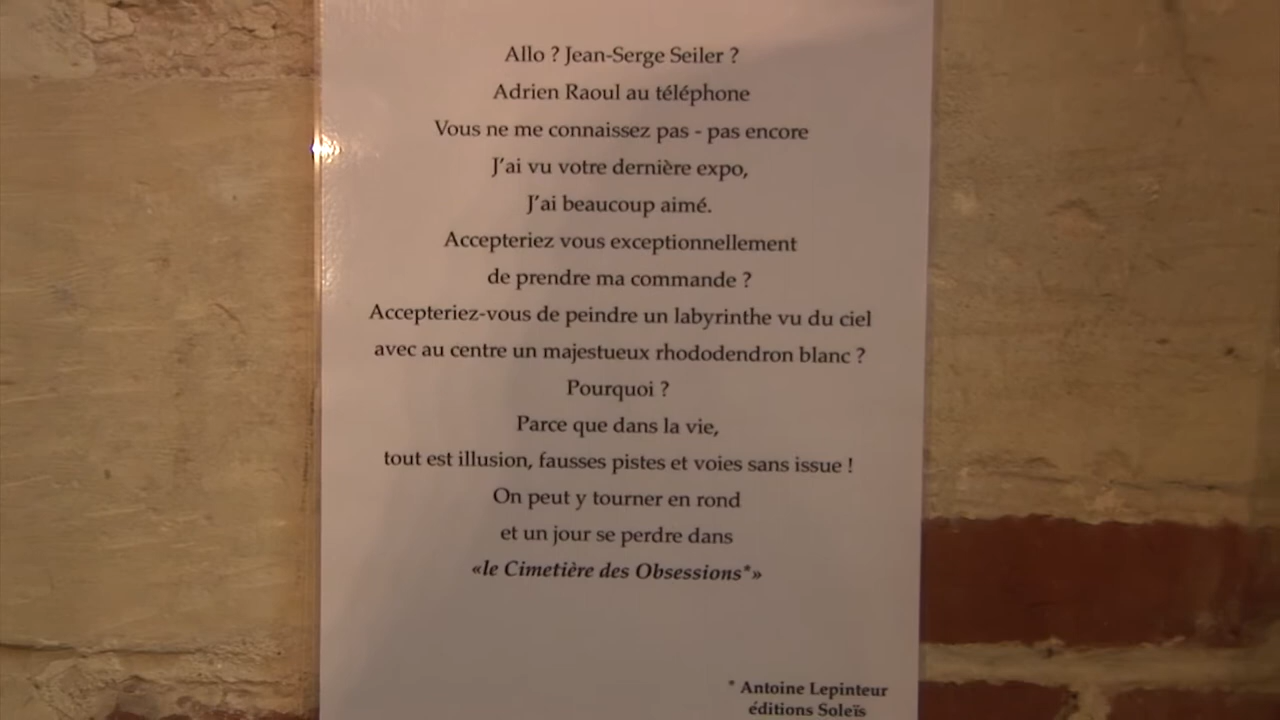 Allo ? Jean-Serge Seiler ?
Adrien Raoul au téléphone
Vous ne me connaissez pas - pas encore
J'ai vu votre dernière expo,
J'ai beaucoup aimé.
Accepteriez vous exceptionnellement
de prendre ma commande ?
Accepteriez-vous de peindre un labyrinthe vu du ciel
avec au centre un majestueux rhododendron blanc ?
Pourquoi ?
Parce que dans la vie,
tout est illusion, fausses pistes et voies sans issue !
On peut y tourner en rond
et un jour se perdre dans
«le Cimetière des Obsessions*»
* Antoine Lepinteur
éditions Soleïs